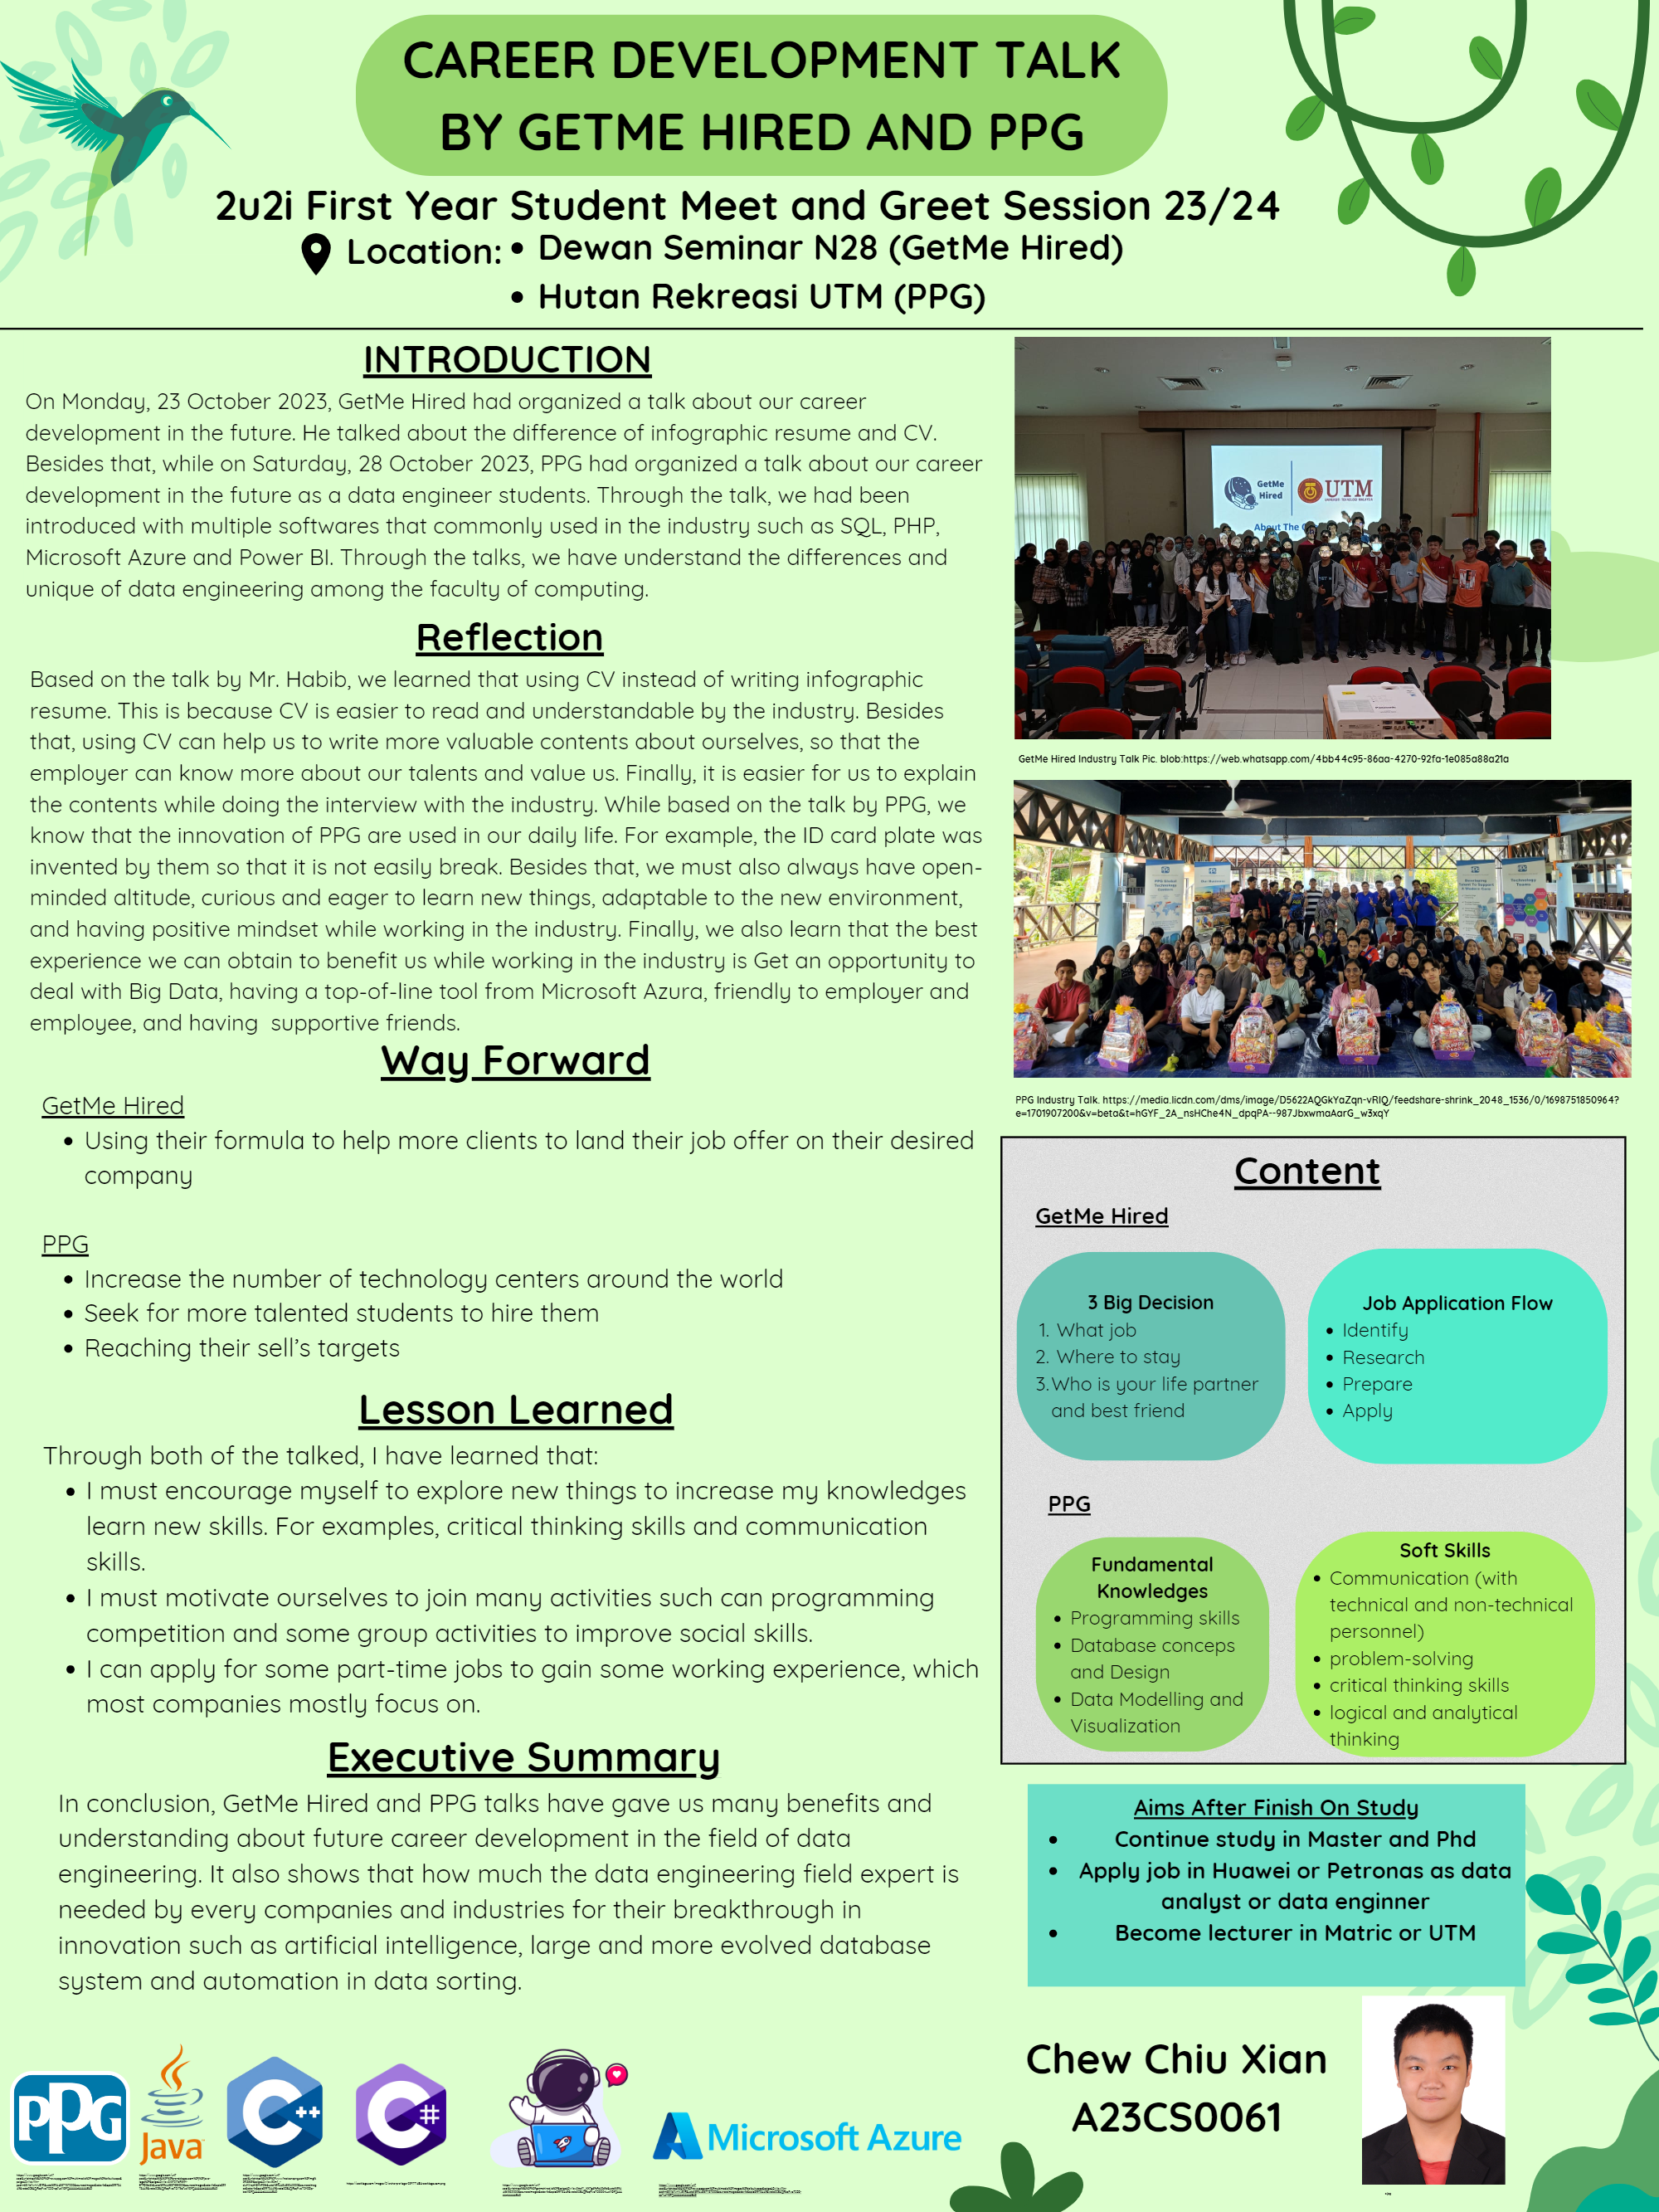 CAREER DEVELOPMENT TALK
BY GETME HIRED AND PPG
2u2i First Year Student Meet and Greet Session 23/24
Location:
• Dewan Seminar N28 (GetMe Hired)
• Hutan Rekreasi UTM (PPG)
INTRODUCTION
On Monday, 23 October 2023, GetMe Hired had organized a talk about our career
development in the future. He talked about the difference of infographic resume and CV.
Besides that, while on Saturday, 28 October 2023, PPG had organized a talk about our career
development in the future as a data engineer students. Through the talk, we had been
introduced with multiple softwares that commonly used in the industry such as SQL, PHP,
Microsoft Azure and Power BI. Through the talks, we have understand the differences and
unique of data engineering among the faculty of computing.
Reflection
Based on the talk by Mr. Habib, we learned that using CV instead of writing infographic
resume. This is because CV is easier to read and understandable by the industry. Besides
that, using CV can help us to write more valuable contents about ourselves, so that the
employer can know more about our talents and value us. Finally, it is easier for us to explain
the contents while doing the interview with the industry. While based on the talk by PPG, we
know that the innovation of PPG are used in our daily life. For example, the ID card plate was
invented by them so that it is not easily break. Besides that, we must also always have open-
minded altitude, curious and eager to learn new things, adaptable to the new environment,
and having positive mindset while working in the industry. Finally, we also learn that the best
experience we can obtain to benefit us while working in the industry is Get an opportunity to
deal with Big Data, having a top-of-line tool from Microsoft Azura, friendly to employer and
employee, and having supportive friends.
Way Forward
GetMe Hired
• Using their formula to help more clients to land their job offer on their desired
company
PPG
• Increase the number of technology centers around the world
• Seek for more talented students to hire them
• Reaching their sell's targets
Lesson Learned
Through both of the talked, I have learned that:
• I must encourage myself to explore new things to increase my knowledges
learn new skills. For examples, critical thinking skills and communication
skills.
• I must motivate ourselves to join many activities such can programming
competition and some group activities to improve social skills.
• I can apply for some part-time jobs to gain some working experience, which
most companies mostly focus on.
Executive Summary
In conclusion, GetMe Hired and PPG talks have gave us many benefits and
understanding about future career development in the field of data
engineering. It also shows that how much the data engineering field expert is
needed by every companies and industries for their breakthrough in
innovation such as artificial intelligence, large and more evolved database
system and automation in data sorting.
GetMe
Hired
UTM
About The
GetMe Hired Industry Talk Pic. blob:https://web.whatsapp.com/4bb44c95-86aa-4270-92fa-1e085a88a21a
PPG Industry Talk. https://media.licdn.com/dms/image/D5622AQGkYaZqn-vRIQ/feedshare-shrink_2048_1536/0/1698751850964?
e=1701907200&v=beta&t=hGYF_2A_nsHChe4N_dpqPA--987JbxwmaAarG_w3xqY
Content
GetMe Hired
3 Big Decision
1. What job
2. Where to stay
3. Who is your life partner
and best friend
Job Application Flow
• Identify
• Research
• Prepare
• Apply
PPG
Fundamental
Knowledges
• Programming skills
• Database conceps
and Design
• Data Modelling and
Visualization
Soft Skills
• Communication (with
technical and non-technical
personnel)
• problem-solving
• critical thinking skills
• logical and analytical
thinking
Aims After Finish On Study
• Continue study in Master and Phd
• Apply job in Huawei or Petronas as data
analyst or data enginner
• Become lecturer in Matric or UTM
Chew Chiu Xian
A23CS0061
PPG
Java
C++
C#
Microsoft Azure